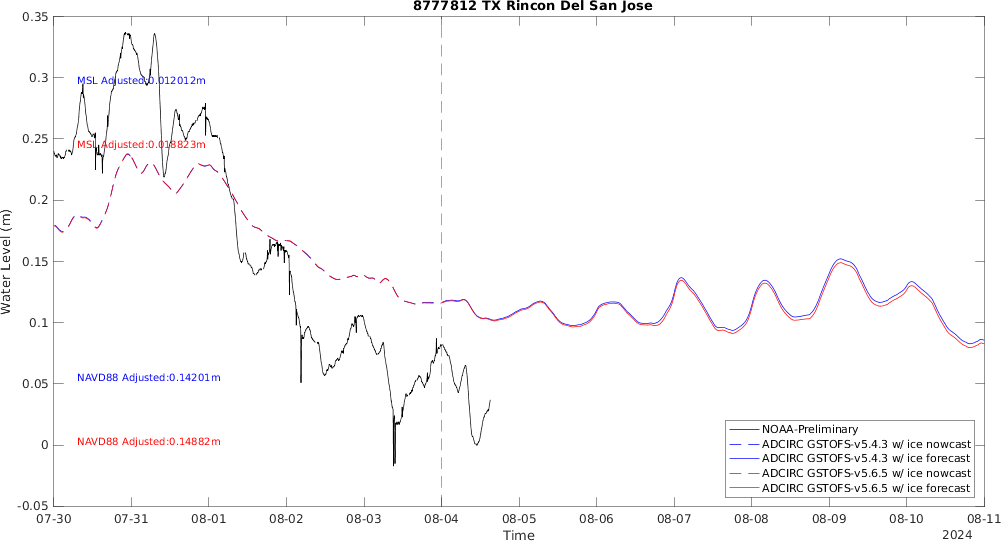 8777812 TX Rincon Del San Jose
0.35
0.3
0.25
0.2
0.15
0.1
0.05
0
-0.05
Water Level (m)
MSL Adjusted:0.012012m
MSL Adjusted:0.018823m
NAVD88 Adjusted:0.14201m
NAVD88 Adjusted:0.14882m
NOAA-Preliminary
ADCIRC GSTOFS-v5.4.3 w/ ice nowcast
ADCIRC GSTOFS-v5.4.3 w/ ice forecast
ADCIRC GSTOFS-v5.6.5 w/ ice nowcast
ADCIRC GSTOFS-v5.6.5 w/ ice forecast
07-30 07-31 08-01 08-02 08-03 08-04 08-05 08-06 08-07 08-08 08-09 08-10 08-11
Time
2024